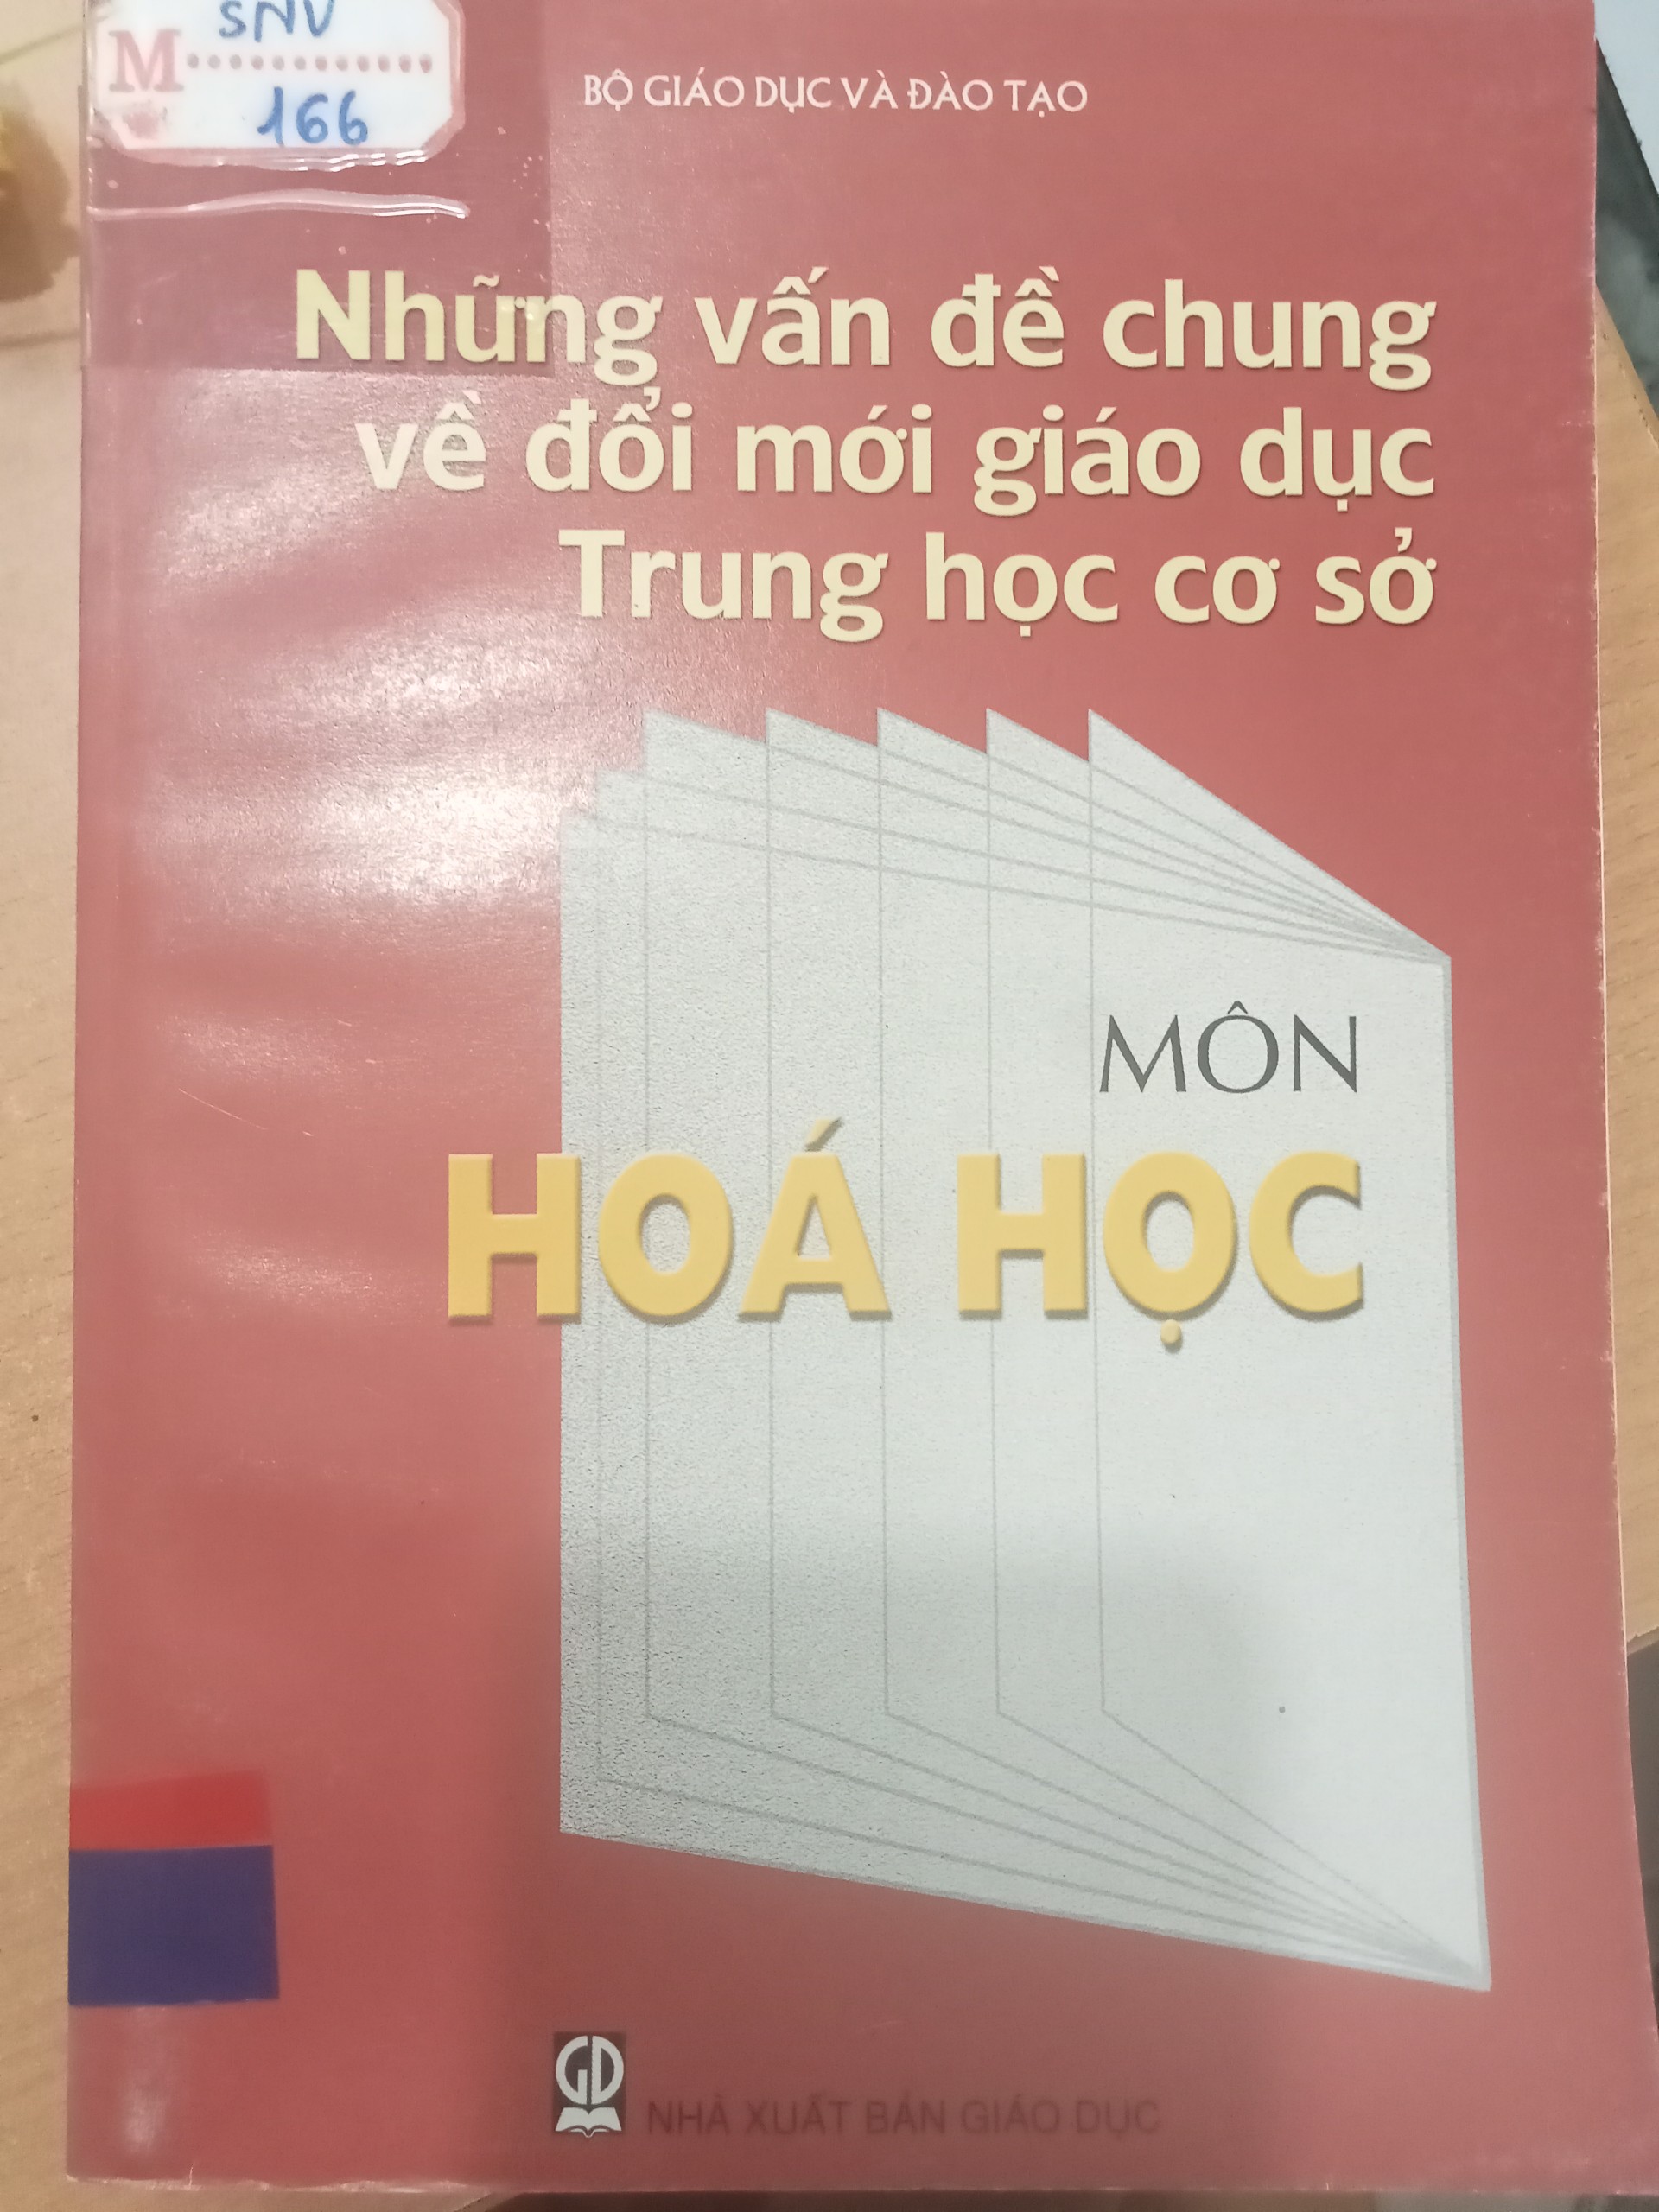 SNV
M
166
BỘ GIÁO DỤC VÀ ĐÀO TẠO
Những vấn đề chung
về đổi mới giáo dục
Trung học cơ sở
MÔN
HOÁ HỌC
GD
NHÀ XUẤT BẢN GIÁO DỤC